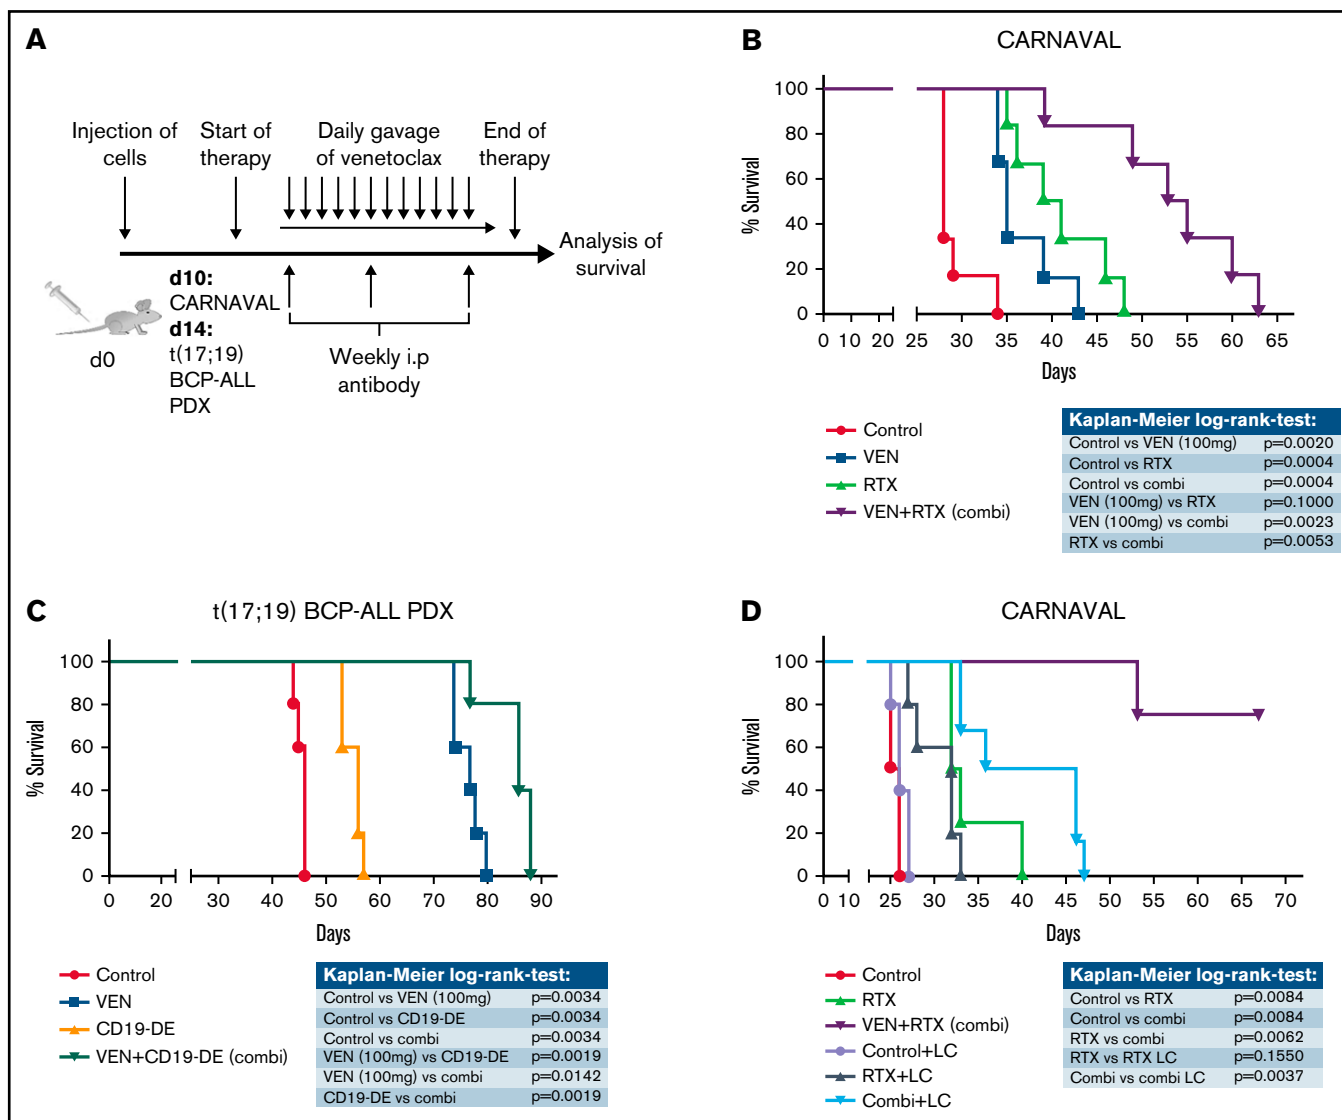 A
Injection of
cells
Start of
therapy
Daily gavage
of venetoclax
End of
therapy
Analysis of
survival
d0
d10:
CARNAVAL
d14:
t(17;19)
BCP-ALL
PDX
Weekly i.p
antibody
B
CARNAVAL
% Survival
100
80
60
40
20
0
0 10 20 25 30 35 40 45 50 55 60 65
Days
Control
VEN
RTX
VEN+RTX (combi)
Kaplan-Meier log-rank-test:
Control vs VEN (100mg) p=0.0020
Control vs RTX p=0.0004
Control vs combi p=0.0004
VEN (100mg) vs RTX p=0.1000
VEN (100mg) vs combi p=0.0023
RTX vs combi p=0.0053
C
t(17;19) BCP-ALL PDX
% Survival
100
80
60
40
20
0
0 20 30 40 50 60 70 80 90
Days
Control
VEN
CD19-DE
VEN+CD19-DE (combi)
Kaplan-Meier log-rank-test:
Control vs VEN (100mg) p=0.0034
Control vs CD19-DE p=0.0034
Control vs combi p=0.0034
VEN (100mg) vs CD19-DE p=0.0019
VEN (100mg) vs combi p=0.0142
CD19-DE vs combi p=0.0019
D
CARNAVAL
% Survival
100
80
60
40
20
0
0 10 25 30 35 40 45 50 55 60 65 70
Days
Control
RTX
VEN+RTX (combi)
Control+LC
RTX+LC
Combi+LC
Kaplan-Meier log-rank-test:
Control vs RTX p=0.0084
Control vs combi p=0.0084
RTX vs combi p=0.0062
RTX vs RTX LC p=0.1550
Combi vs combi LC p=0.0037